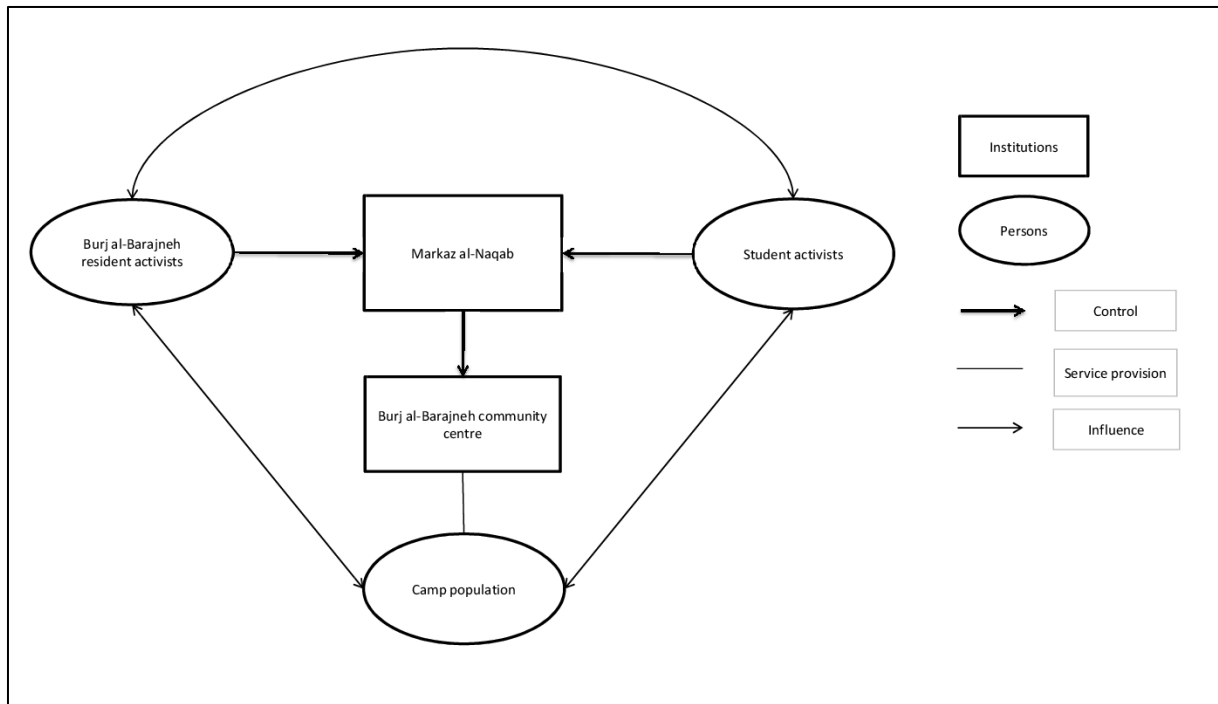 Burj al-Barajneh
resident activists
Markaz al-Naqab
Student activists
Burj al-Barajneh community
centre
Camp population
Institutions
Persons
Control
Service provision
Influence